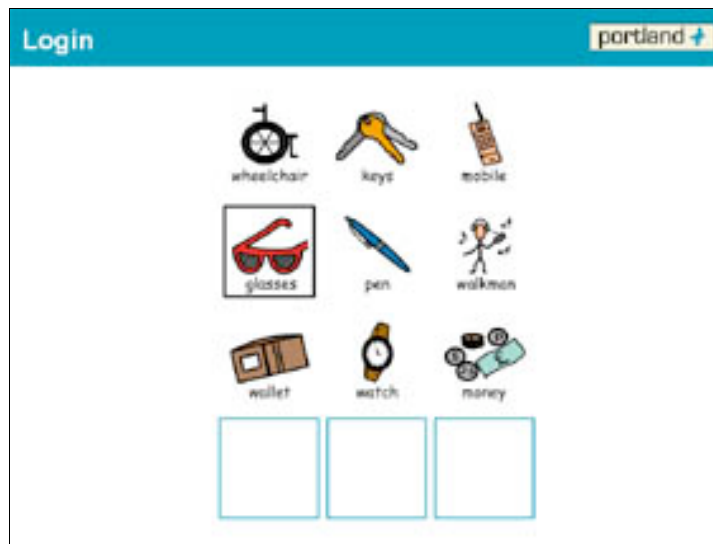 Login
portland
wheelchair keys mobile
glasses pen walkman
wallet watch money